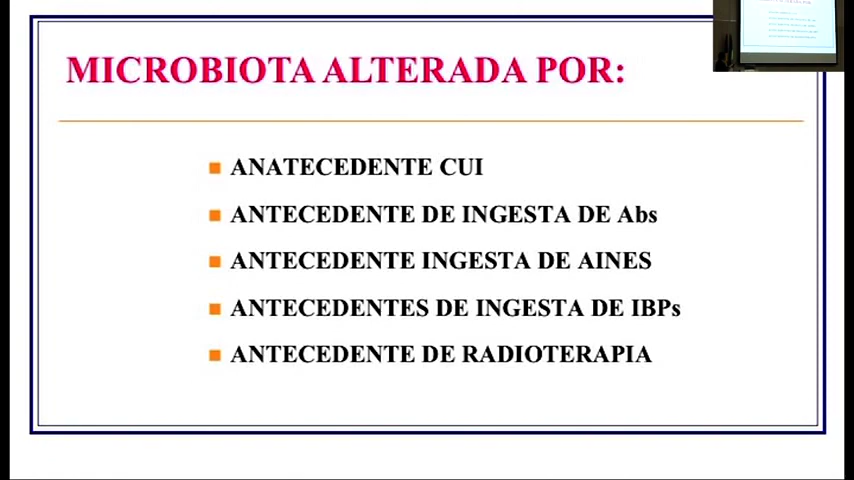 MICROBIOTA ALTERADA POR:
ANATECEDENTE CUI
ANTECEDENTE DE INGESTA DE Abs
ANTECEDENTE INGESTA DE AINES
ANTECEDENTES DE INGESTA DE IBPs
ANTECEDENTE DE RADIOTERAPIA